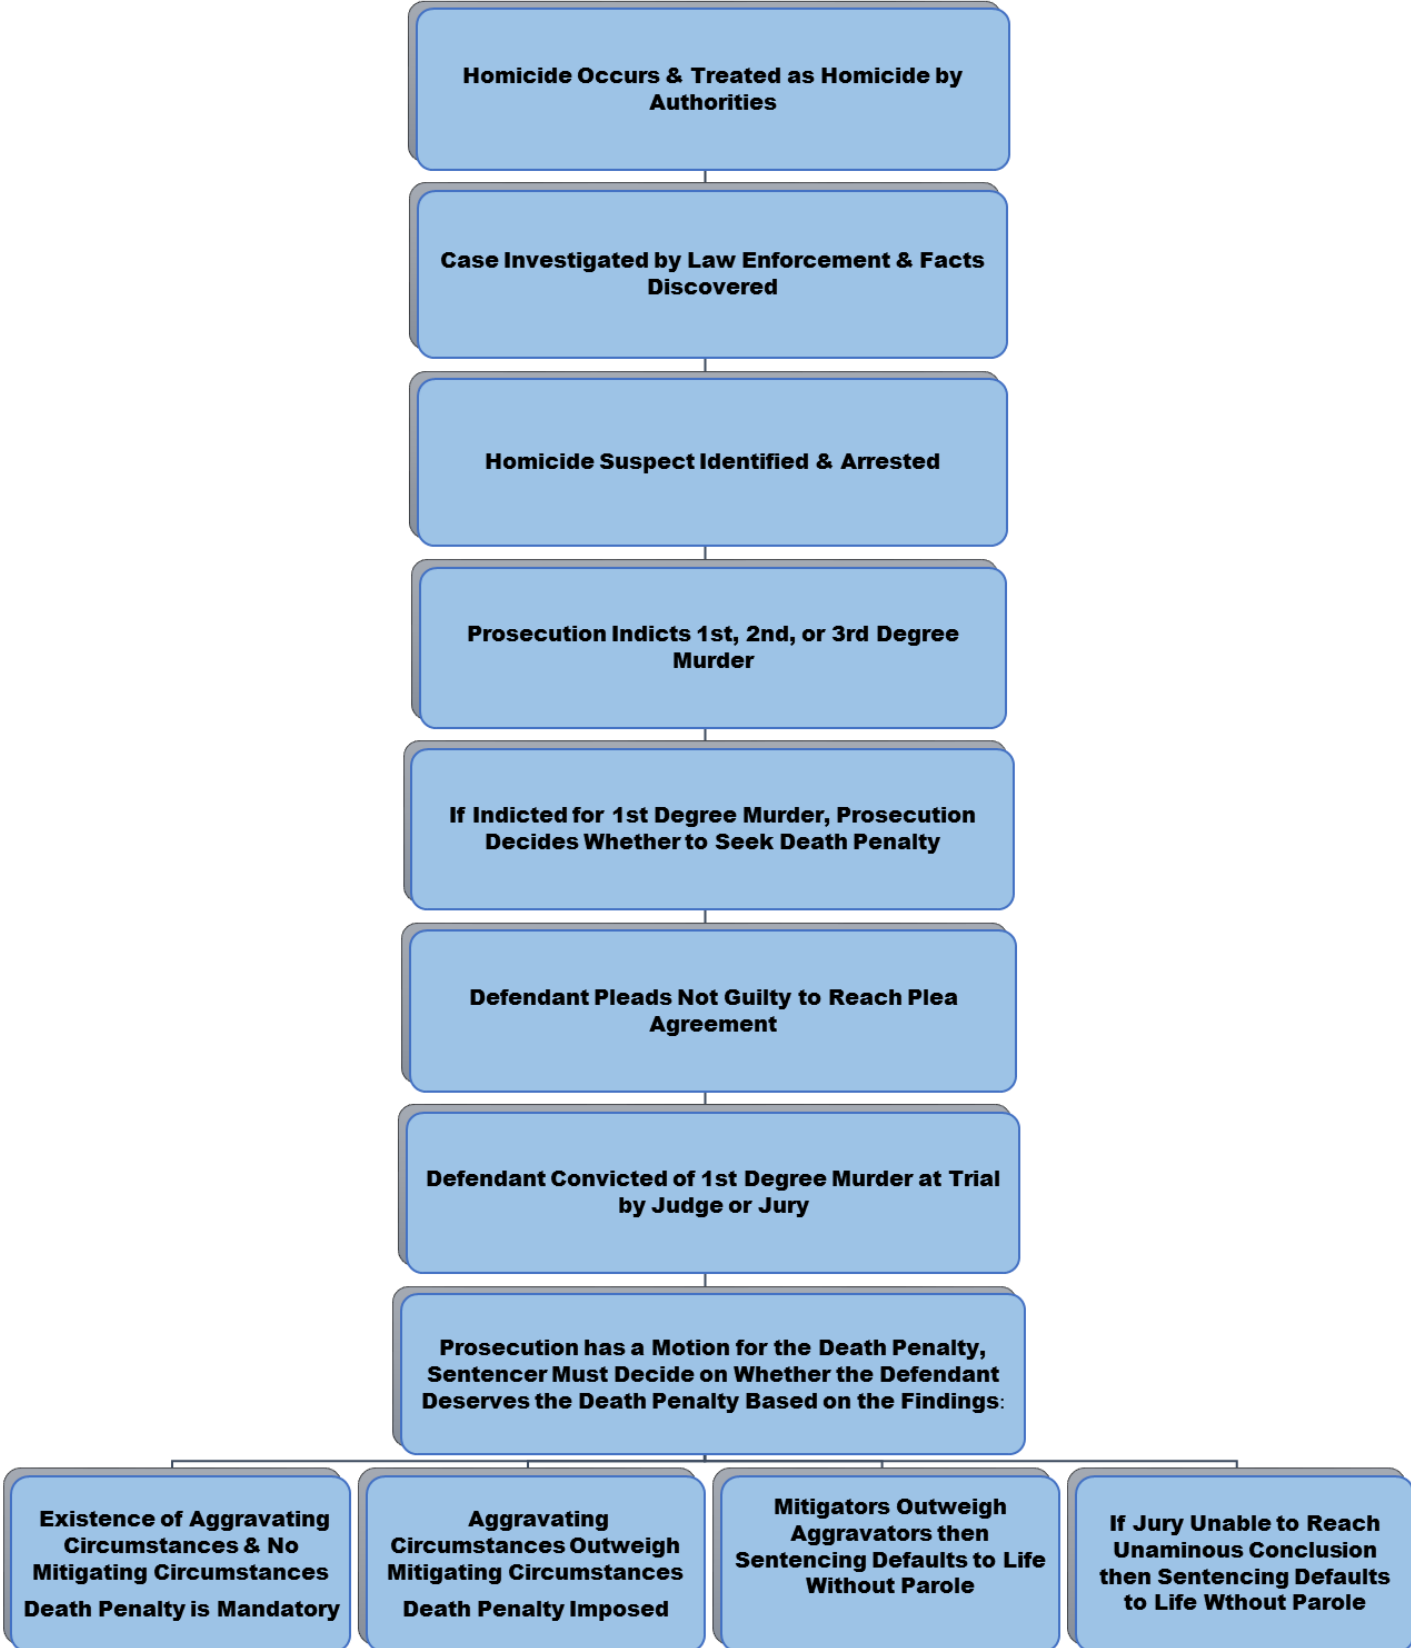 Homicide Occurs & Treated as Homicide by
Authorities
Case Investigated by Law Enforcement & Facts
Discovered
Homicide Suspect Identified & Arrested
Prosecution Indicts 1st, 2nd, or 3rd Degree
Murder
If Indicted for 1st Degree Murder, Prosecution
Decides Whether to Seek Death Penalty
Defendant Pleads Not Guilty to Reach Plea
Agreement
Defendant Convicted of 1st Degree Murder at Trial
by Judge or Jury
Prosecution has a Motion for the Death Penalty,
Sentencer Must Decide on Whether the Defendant
Deserves the Death Penalty Based on the Findings:
Existence of Aggravating
Circumstances & No
Mitigating Circumstances
Death Penalty is Mandatory
Aggravating
Circumstances Outweigh
Mitigating Circumstances
Death Penalty Imposed
Mitigators Outweigh
Aggravators then
Sentencing Defaults to Life
Without Parole
If Jury Unable to Reach
Unaminous Conclusion
then Sentencing Defaults
to Life Wthout Parole